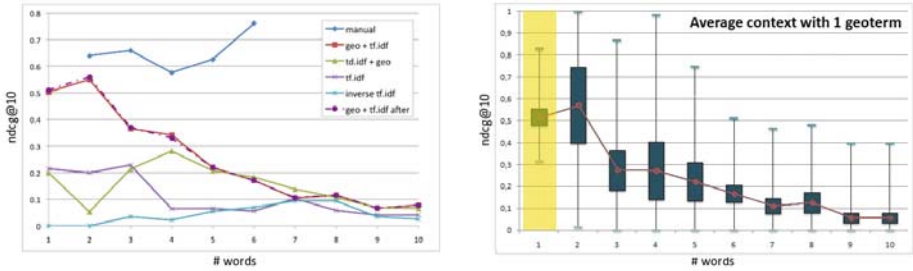 0.8
0.7
0.6
0.5
0.4
0.3
0.2
0.1
0
ndcg@10
1 2 3 4 5 6 7 8 9 10
# words
manual
geo + tf.idf
td.idf + geo
tf.idf
inverse tf.idf
geo + tf.idf after
Average context with 1 geoterm
1
0,9
0,8
0,7
0,6
0,5
0,4
0,3
0,2
0,1
0
ndcg@10
1 2 3 4 5 6 7 8 9 10
# words